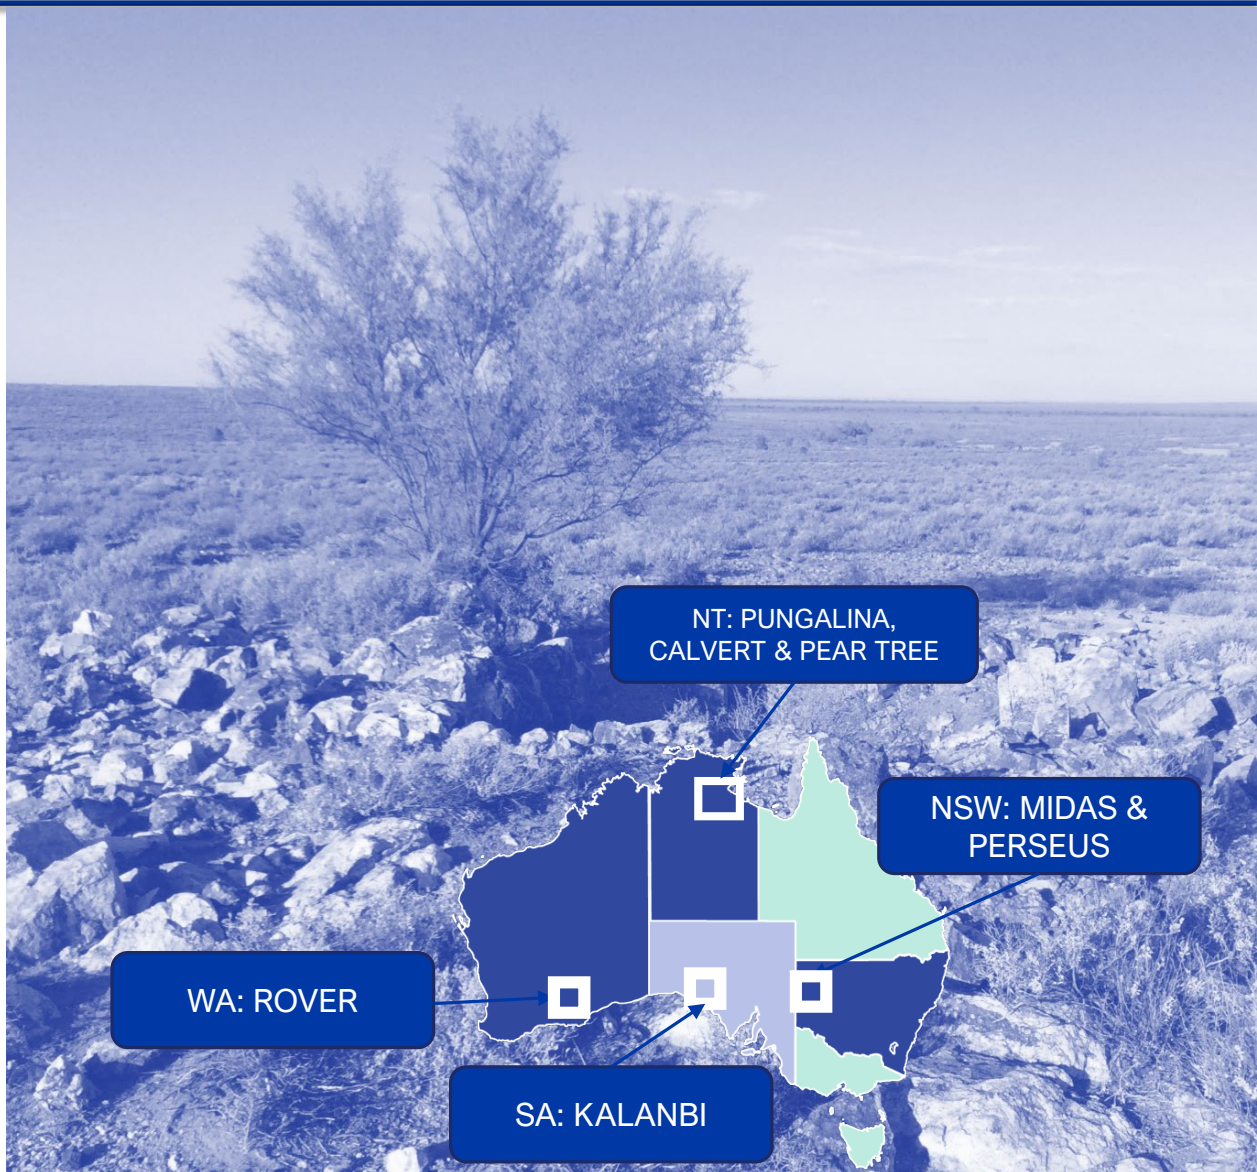 NT: PUNGALINA,
CALVERT & PEAR TREE
NSW: MIDAS &
PERSEUS
WA: ROVER
SA: KALANBI